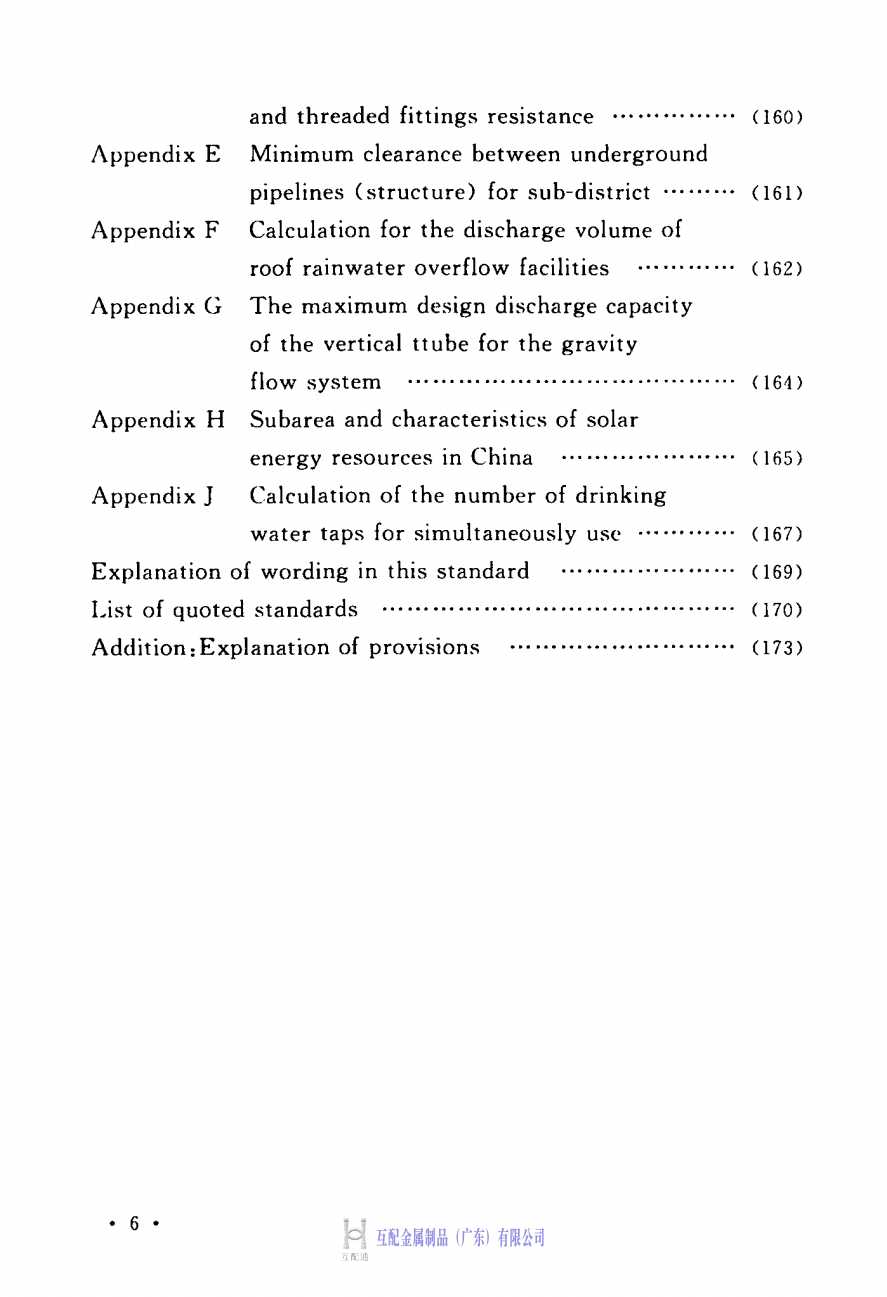 and threaded fittings resistance …………… (160)
Appendix E Minimum clearance between underground
pipelines (structure) for sub-district ……… (161)
Appendix F Calculation for the discharge volume of
roof rainwater overflow facilities ………… (162)
Appendix G The maximum design discharge capacity
of the vertical ttube for the gravity
flow system ………………………………… (164)
Appendix H Subarea and characteristics of solar
energy resources in China ………………… (165)
Appendix J Calculation of the number of drinking
water taps for simultaneously use ………… (167)
Explanation of wording in this standard ………………… (169)
List of quoted standards …………………………………… (170)
Addition:Explanation of provisions ……………………… (173)
• 6 •
互配金属制品（广东）有限公司
互配通